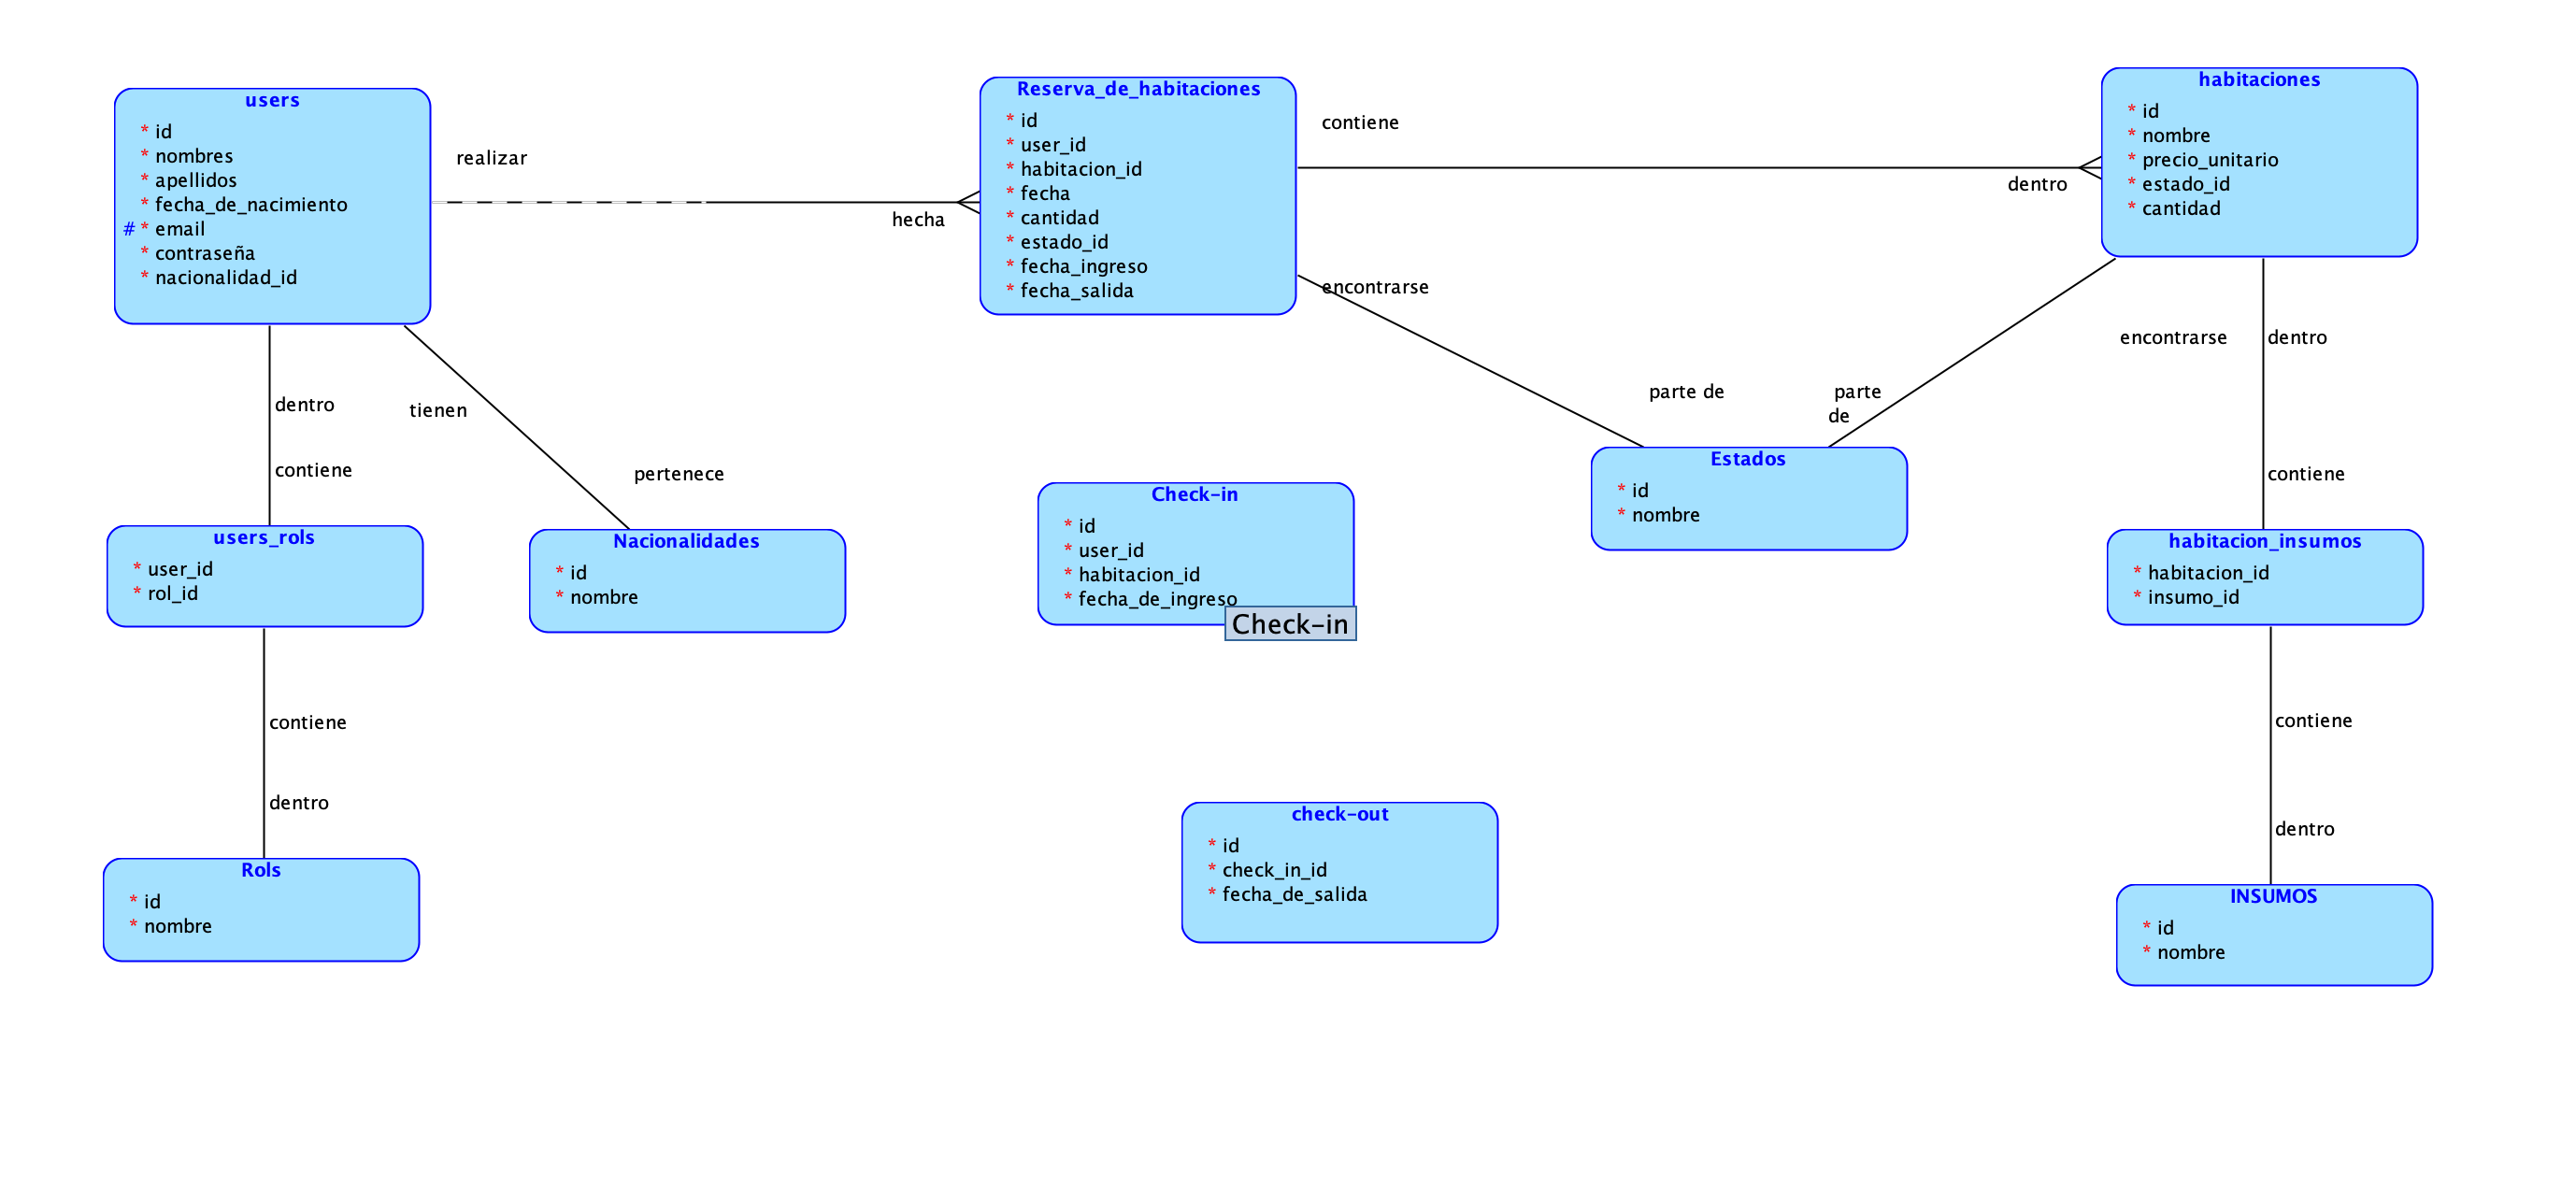 users
* id
* nombres
* apellidos
* fecha_de_nacimiento
# * email
* contraseña
* nacionalidad_id
realizar
hecha
Reserva_de_habitaciones
* id
* user_id
* habitacion_id
* fecha
* cantidad
* estado_id
* fecha_ingreso
* fecha_salida
contiene
dentro
habitaciones
* id
* nombre
* precio_unitario
* estado_id
* cantidad
encontrarse
parte de
encontrarse
parte
de
dentro
contiene
dentro
contiene
tienen
pertenece
Estados
* id
* nombre
Check-in
* id
* user_id
* habitacion_id
* fecha_de_ingreso
Check-in
users_rols
* user_id
* rol_id
Nacionalidades
* id
* nombre
habitacion_insumos
* habitacion_id
* insumo_id
contiene
dentro
contiene
dentro
check-out
* id
* check_in_id
* fecha_de_salida
Rols
* id
* nombre
INSUMOS
* id
* nombre